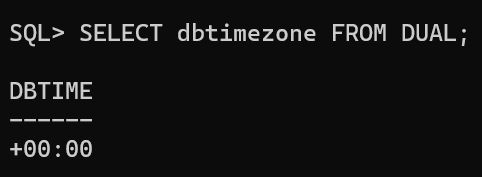 SQL> SELECT dbtimezone FROM DUAL;
DBTIME
------
+00:00